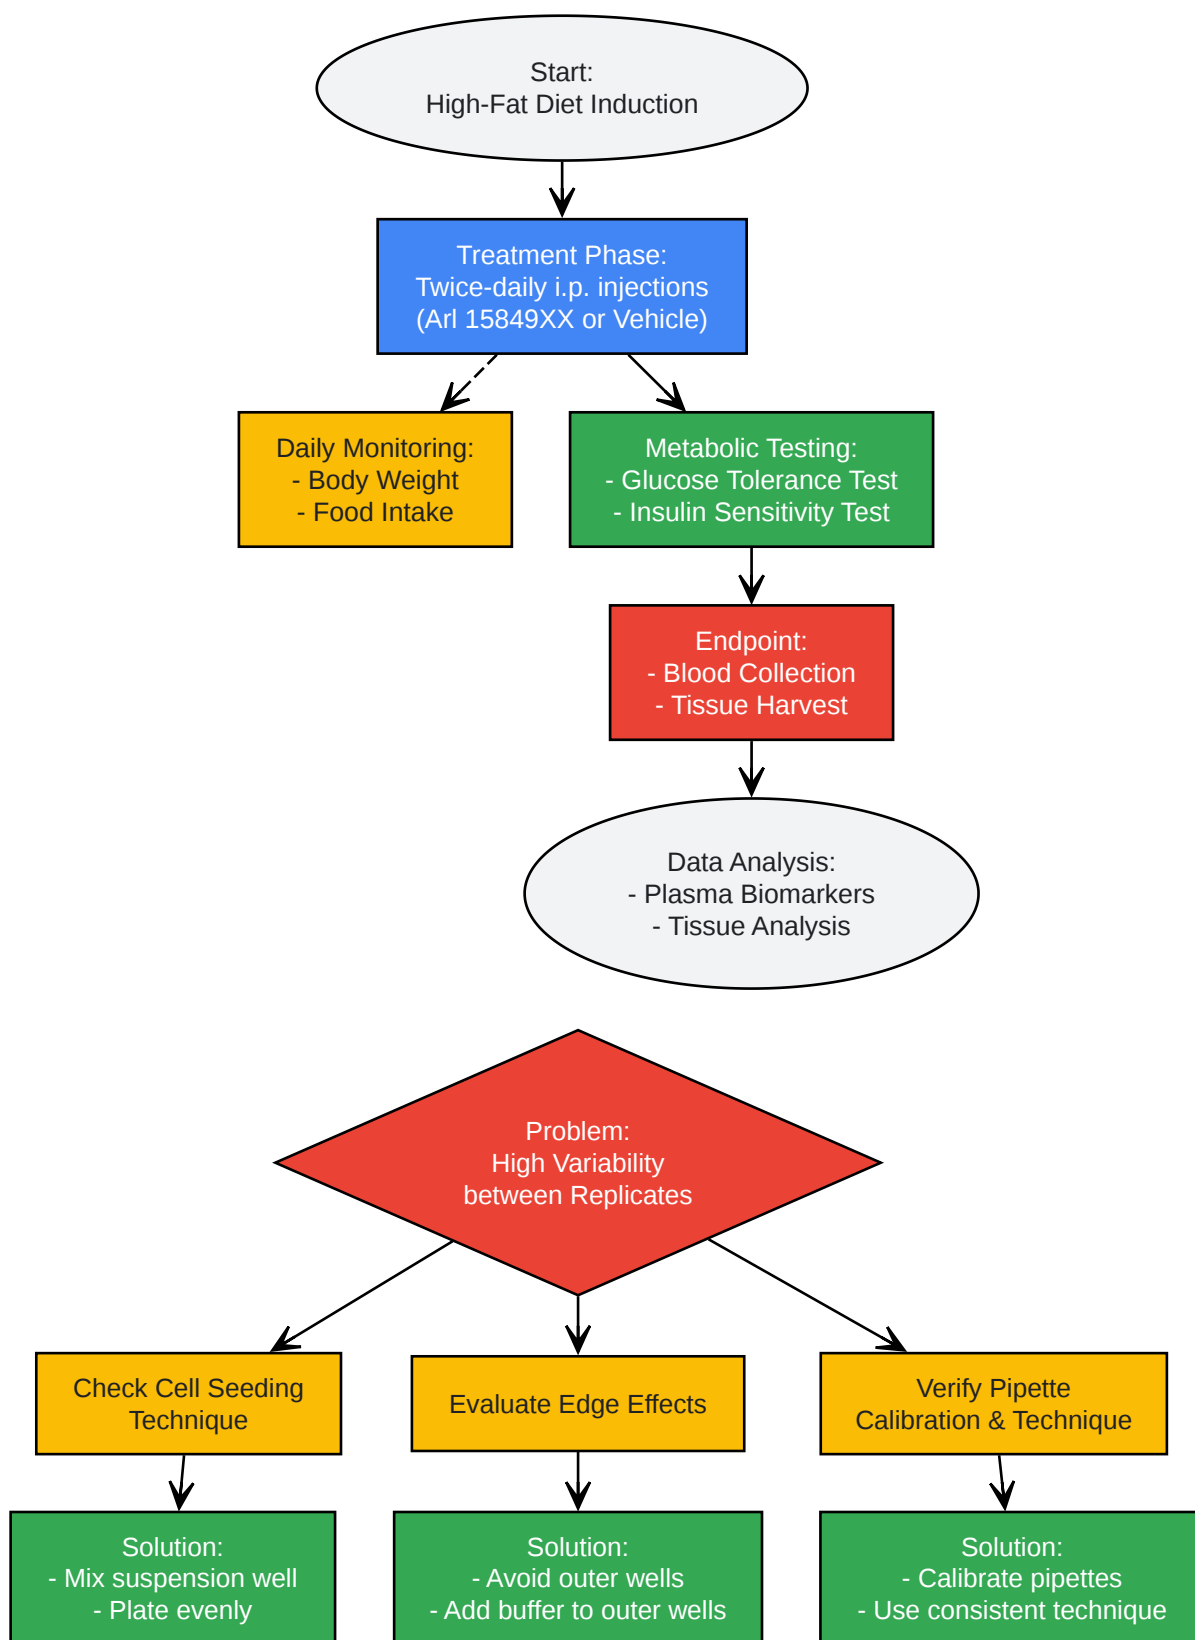 Start:
High-Fat Diet Induction
Treatment Phase:
Twice-daily i.p. injections
(Arl 15849XX or Vehicle)
Daily Monitoring:
- Body Weight
- Food Intake
Metabolic Testing:
- Glucose Tolerance Test
- Insulin Sensitivity Test
Endpoint:
- Blood Collection
- Tissue Harvest
Data Analysis:
- Plasma Biomarkers
- Tissue Analysis
Problem:
High Variability
between Replicates
Check Cell Seeding
Technique
Evaluate Edge Effects
Verify Pipette
Calibration & Technique
Solution:
- Mix suspension well
- Plate evenly
Solution:
- Avoid outer wells
- Add buffer to outer wells
Solution:
- Calibrate pipettes
- Use consistent technique